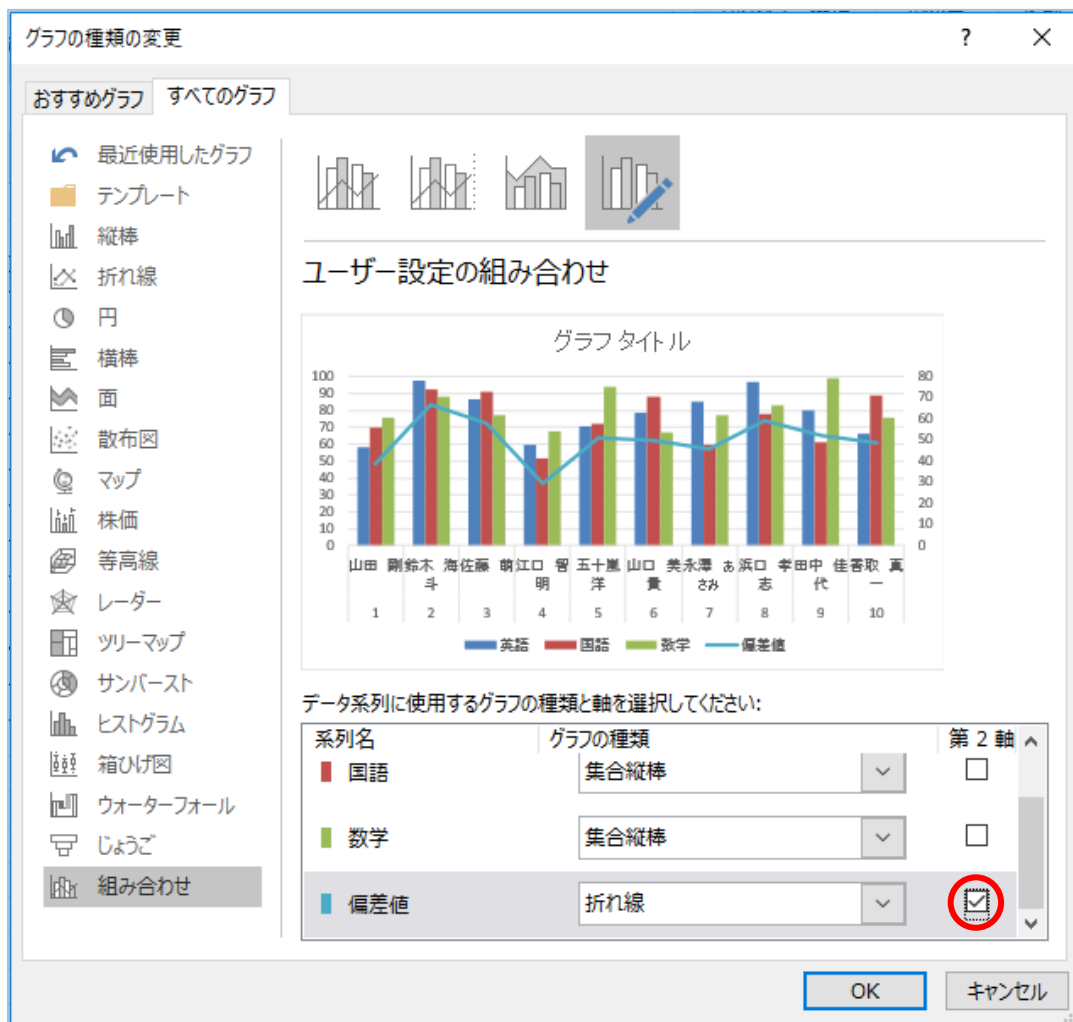 グラフの種類の変更
?
おすすめグラフ すべてのグラフ
最近使用したグラフ
テンプレート
縦棒
折れ線
円
横棒
面
散布図
マップ
株価
等高線
レーダー
ツリーマップ
サンバースト
ヒストグラム
箱ひげ図
ウォーターフォール
じょうご
組み合わせ
ユーザー設定の組み合わせ
グラフ タイトル
100
90
80
70
60
50
40
30
20
10
0
80
70
60
50
40
30
20
10
0
山田 剛 鈴木 海斗 佐藤 萌 江口 智明 五十嵐 洋 山口 美貴 永澤 あさみ 浜口 孝志 田中 佳代 香取 真一
1 2 3 4 5 6 7 8 9 10
英語 国語 数学 偏差値
データ系列に使用するグラフの種類と軸を選択してください:
系列名 グラフの種類 第 2 軸
国語 集合縦棒
数学 集合縦棒
偏差値 折れ線
OK キャンセル